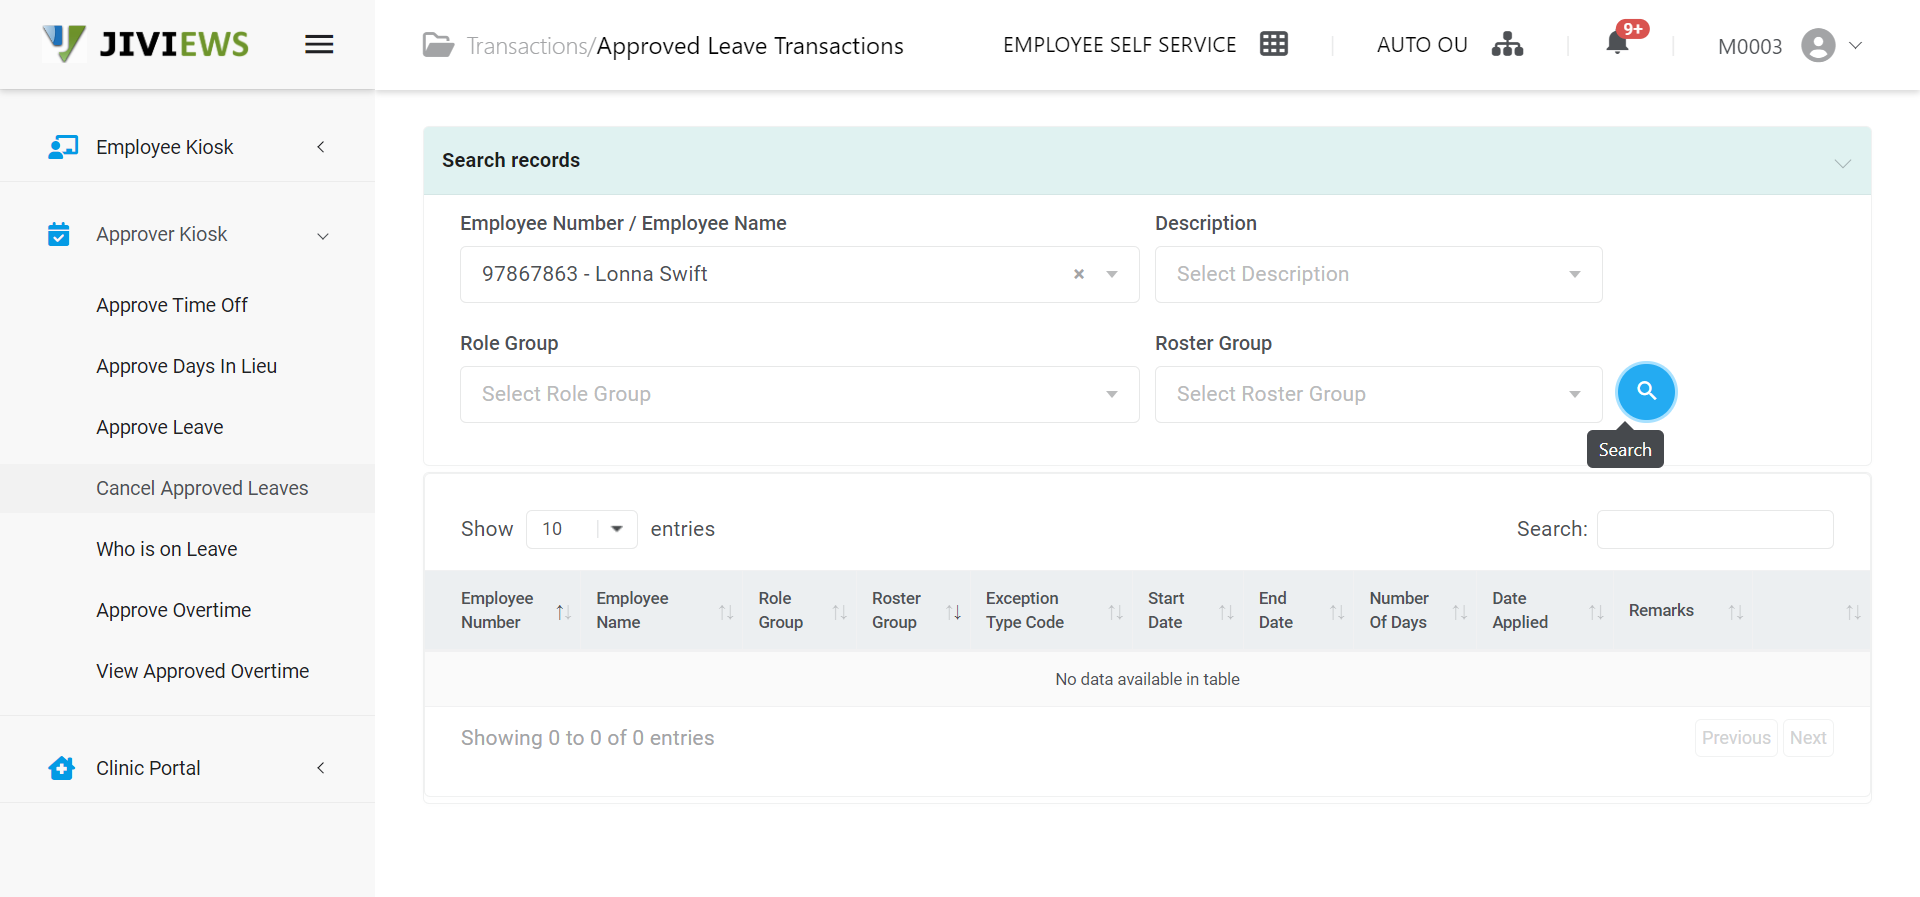 JIVIEWS
Transactions/Approved Leave Transactions
EMPLOYEE SELF SERVICE
AUTO OU
9+
M0003
Employee Kiosk
Approver Kiosk
Approve Time Off
Approve Days In Lieu
Approve Leave
Cancel Approved Leaves
Who is on Leave
Approve Overtime
View Approved Overtime
Clinic Portal
Search records
Employee Number / Employee Name
Description
97867863 - Lonna Swift
×
Select Description
Role Group
Roster Group
Select Role Group
Select Roster Group
Search
Show 10 entries
Search:
Employee Number
Employee Name
Role Group
Roster Group
Exception Type Code
Start Date
End Date
Number Of Days
Date Applied
Remarks
No data available in table
Showing 0 to 0 of 0 entries
Previous
Next